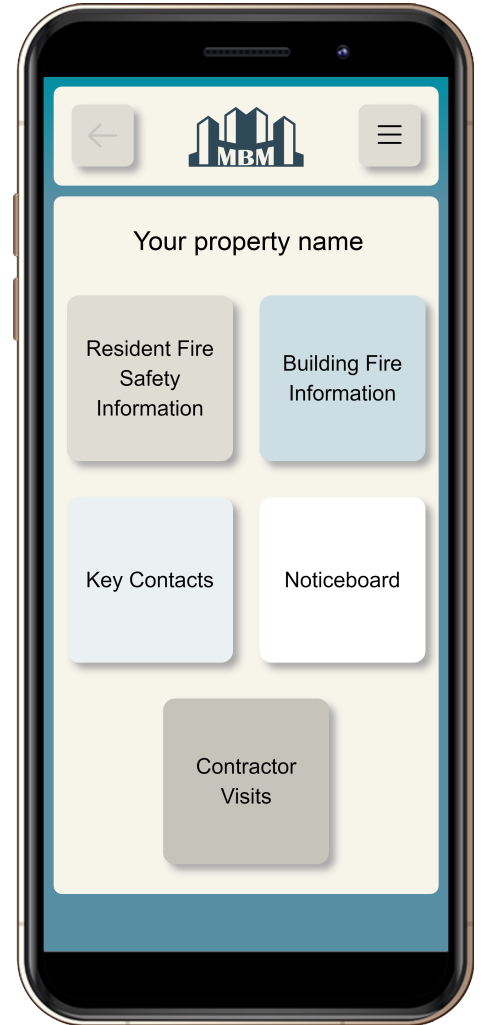 MBM
Your property name
Resident Fire
Safety
Information
Building Fire
Information
Key Contacts
Noticeboard
Contractor
Visits